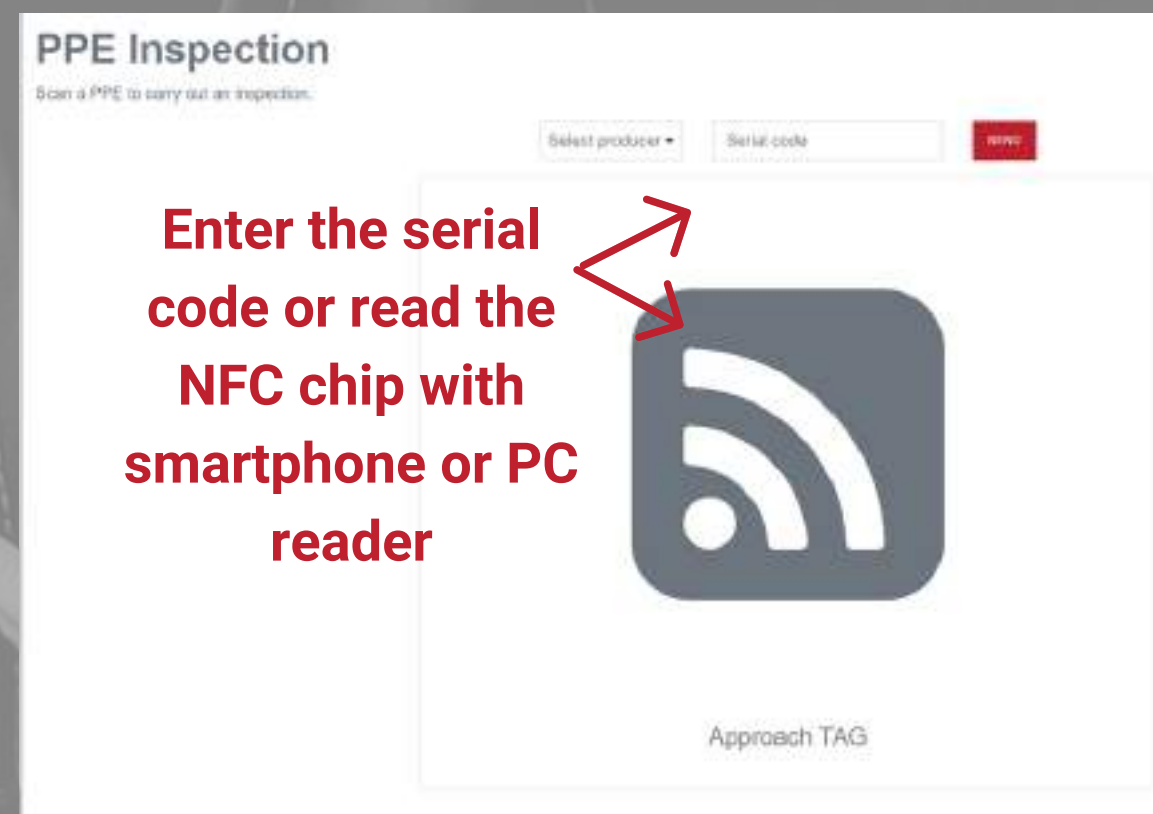 PPE Inspection
Scan a PPE to carry out an inspection.
Select producer
Serial code
Enter the serial
code or read the
NFC chip with
smartphone or PC
reader
Approach TAG